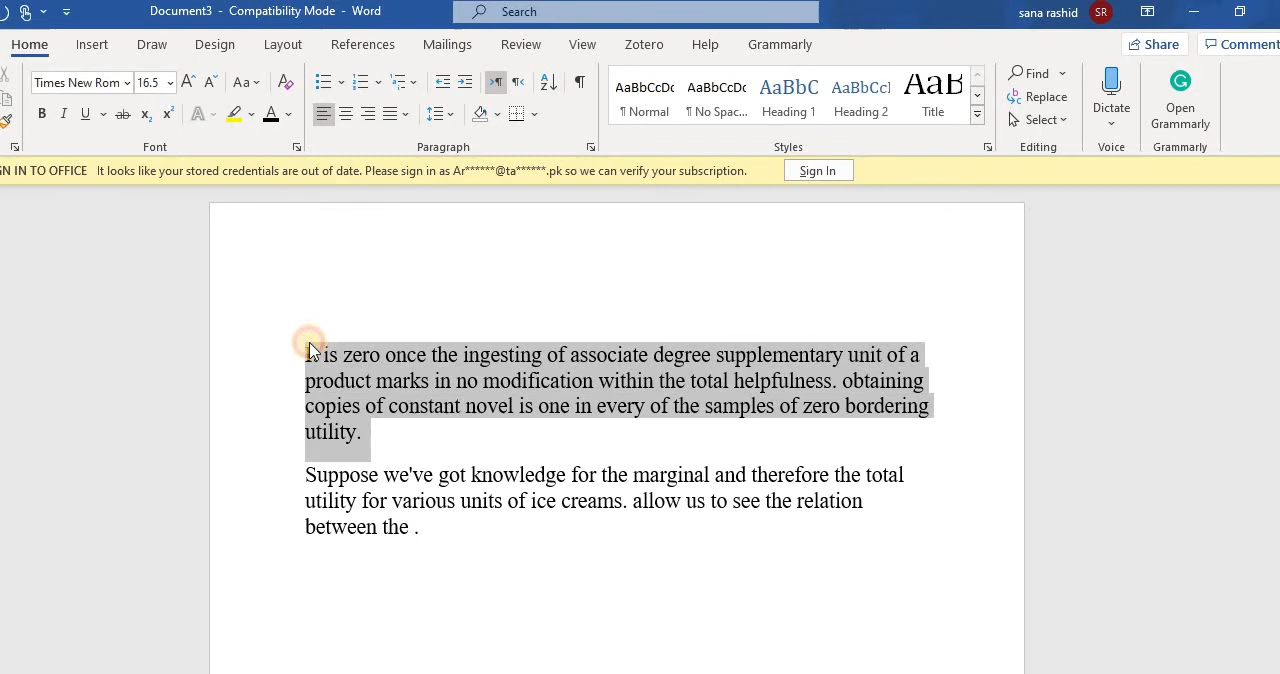 Document3 - Compatibility Mode - Word
Search
sana rashid
SR
Home Insert Draw Design Layout References Mailings Review View Zotero Help Grammarly
Share
Comment
Times New Rom
16.5
Aa
AaBbCcDc AaBbCcDc AaBbC AaBbCcI AaB
¶ Normal ¶ No Spac... Heading 1 Heading 2 Title
Find
Replace
Select
Dictate
Open
Grammarly
Font Paragraph Styles Editing Voice Grammarly
GN IN TO OFFICE It looks like your stored credentials are out of date. Please sign in as Ar******@ta******.pk so we can verify your subscription.
Sign In
is zero once the ingesting of associate degree supplementary unit of a
product marks in no modification within the total helpfulness. obtaining
copies of constant novel is one in every of the samples of zero bordering
utility.
Suppose we've got knowledge for the marginal and therefore the total
utility for various units of ice creams. allow us to see the relation
between the .